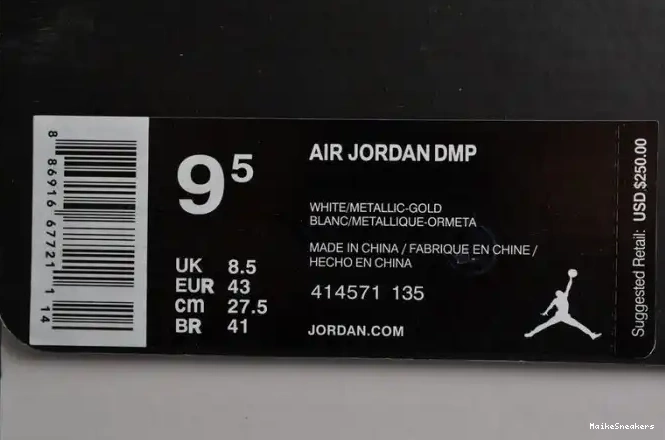 8 86916 67721 1 14
9 5
UK 8.5
EUR 43
cm 27.5
BR 41
AIR JORDAN DMP
WHITE/METALLIC-GOLD
BLANC/METALLIQUE-ORMETA
MADE IN CHINA / FABRIQUE EN CHINE /
HECHO EN CHINA
414571 135
JORDAN.COM
Suggested Retail: USD $250.00
MaikeSneakers